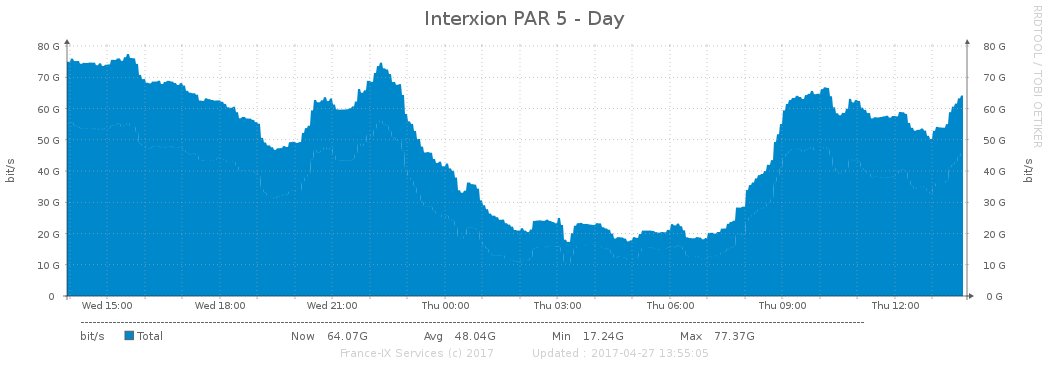 Interxion PAR 5 - Day
RRDTOOL / TOBI OETIKER
bit/s
bit/s
80 G 80 G
70 G 70 G
60 G 60 G
50 G 50 G
40 G 40 G
30 G 30 G
20 G 20 G
10 G 10 G
0 0 G
Wed 15:00 Wed 18:00 Wed 21:00 Thu 00:00 Thu 03:00 Thu 06:00 Thu 09:00 Thu 12:00
bit/s Total Now 64.07G Avg 48.04G Min 17.24G Max 77.37G
France-IX Services (c) 2017 Updated : 2017-04-27 13:55:05